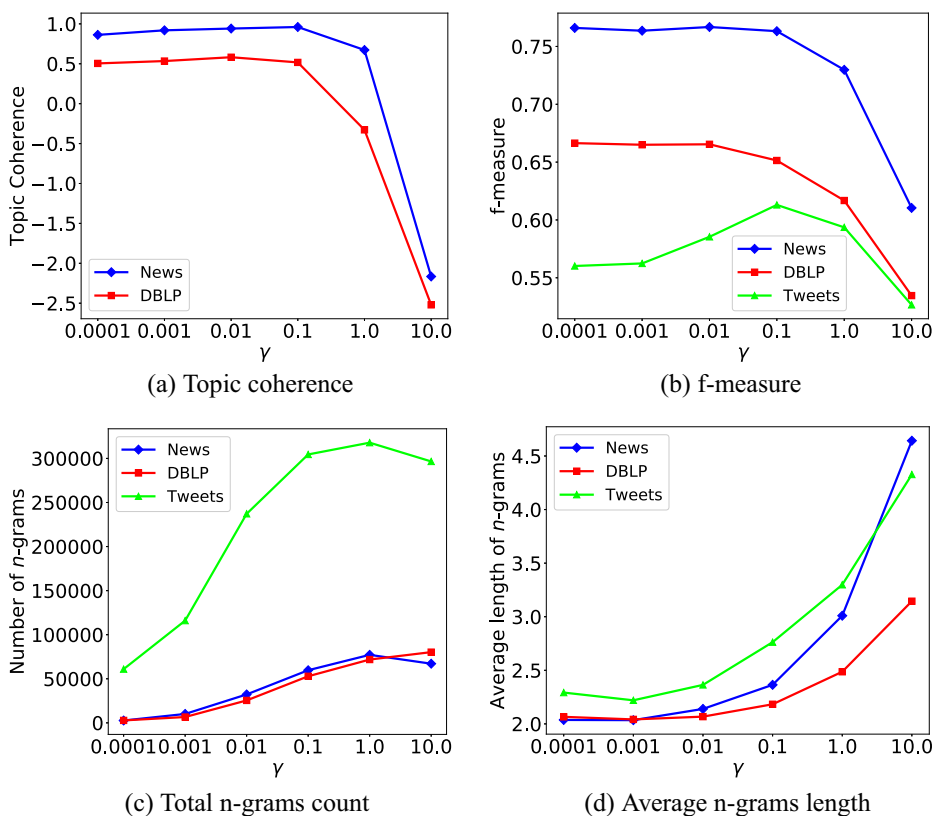 1.0
0.5
0.0
−0.5
−1.0
−1.5
−2.0
−2.5
Topic Coherence
News
DBLP
0.0001 0.001 0.01 0.1 1.0 10.0
γ
(a) Topic coherence
0.75
0.70
0.65
0.60
0.55
f-measure
News
DBLP
Tweets
0.0001 0.001 0.01 0.1 1.0 10.0
γ
(b) f-measure
300000
250000
200000
150000
100000
50000
0
Number of n-grams
News
DBLP
Tweets
0.0001 0.001 0.01 0.1 1.0 10.0
γ
(c) Total n-grams count
4.5
4.0
3.5
3.0
2.5
2.0
Average length of n-grams
News
DBLP
Tweets
0.0001 0.001 0.01 0.1 1.0 10.0
γ
(d) Average n-grams length